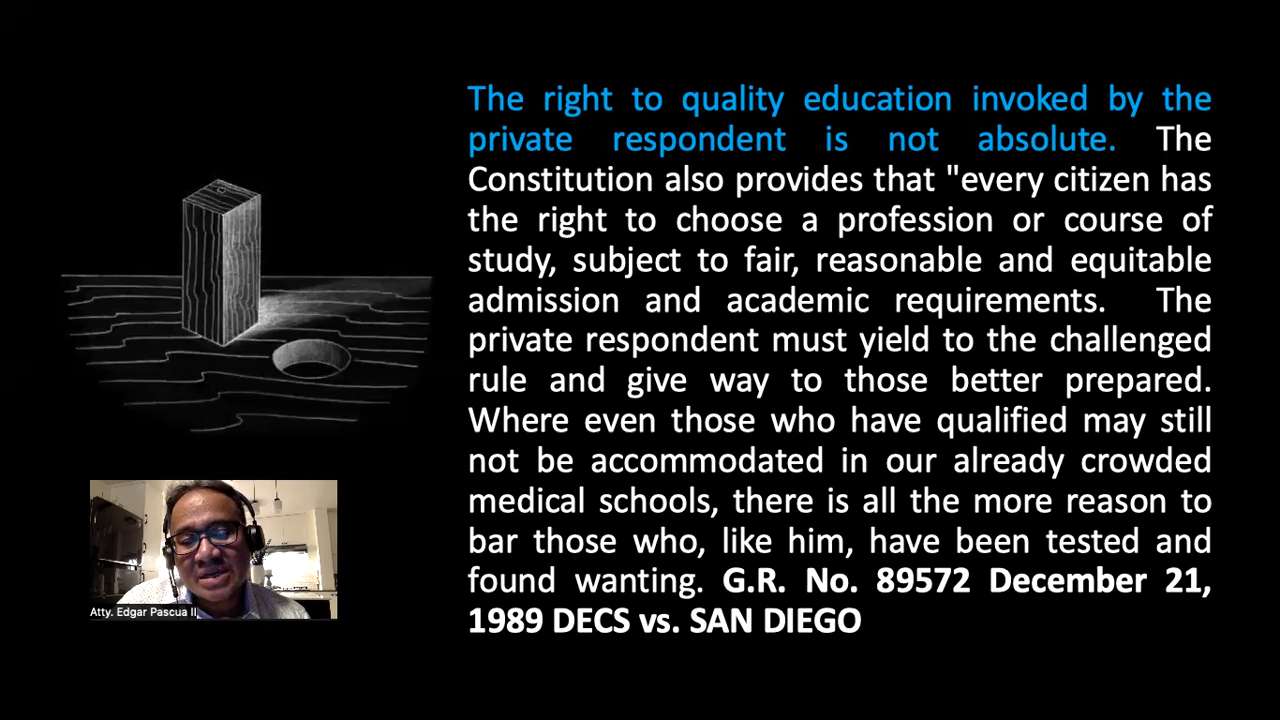 The right to quality education invoked by the
private respondent is not absolute. The
Constitution also provides that "every citizen has
the right to choose a profession or course of
study, subject to fair, reasonable and equitable
admission and academic requirements. The
private respondent must yield to the challenged
rule and give way to those better prepared.
Where even those who have qualified may still
not be accommodated in our already crowded
medical schools, there is all the more reason to
bar those who, like him, have been tested and
found wanting. G.R. No. 89572 December 21,
1989 DECS vs. SAN DIEGO
Atty. Edgar Pascua II